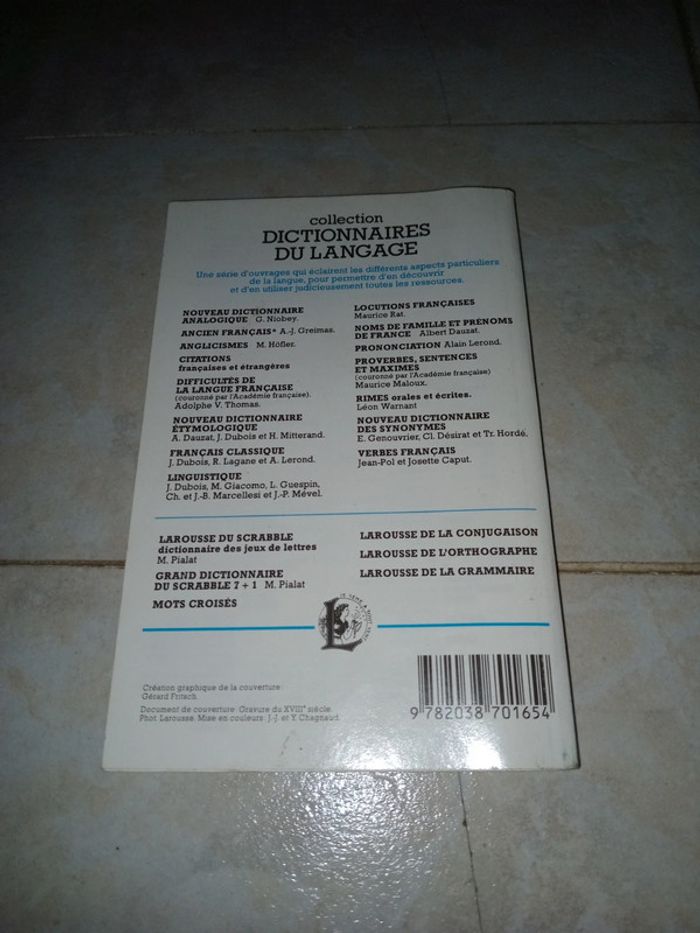 collection
DICTIONNAIRES
DU LANGAGE
Une série d'ouvrages qui éclairent les différents aspects particuliers
de la langue, pour permettre d'en découvrir
et d'en utiliser judicieusement toutes les ressources.
NOUVEAU DICTIONNAIRE
ANALOGIQUE G. Niobey.
ANCIEN FRANÇAIS* A.-J. Greimas.
ANGLICISMES M. Höfler.
CITATIONS
françaises et étrangères
DIFFICULTÉS DE
LA LANGUE FRANÇAISE
(couronné par l'Académie française).
Adolphe V. Thomas.
NOUVEAU DICTIONNAIRE
ÉTYMOLOGIQUE
A. Dauzat, J. Dubois et H. Mitterand.
FRANÇAIS CLASSIQUE
J. Dubois, R. Lagane et A. Lerond.
LINGUISTIQUE
J. Dubois, M. Giacomo, L. Guespin,
Ch. et J.-B. Marcellesi et J.-P. Mével.
LOCUTIONS FRANÇAISES
Maurice Rat.
NOMS DE FAMILLE ET PRÉNOMS
DE FRANCE Albert Dauzat.
PRONONCIATION Alain Lerond.
PROVERBES, SENTENCES
ET MAXIMES
(couronné par l'Académie française)
Maurice Maloux.
RIMES orales et écrites.
Léon Warnant
NOUVEAU DICTIONNAIRE
DES SYNONYMES
E. Genouvrier, Cl. Désirat et Tr. Hordé.
VERBES FRANÇAIS
Jean-Pol et Josette Caput.
LAROUSSE DU SCRABBLE
dictionnaire des jeux de lettres
M. Pialat
GRAND DICTIONNAIRE
DU SCRABBLE 7 + 1 M. Pialat
MOTS CROISÉS
LAROUSSE DE LA CONJUGAISON
LAROUSSE DE L'ORTHOGRAPHE
LAROUSSE DE LA GRAMMAIRE
L
Création graphique de la couverture:
Gérard Fritsch.
Document de couverture: Gravure du XVIIIe siècle.
Phot. Larousse. Mise en couleurs: J.-J. et Y. Chagnaud.
9 782038 701654